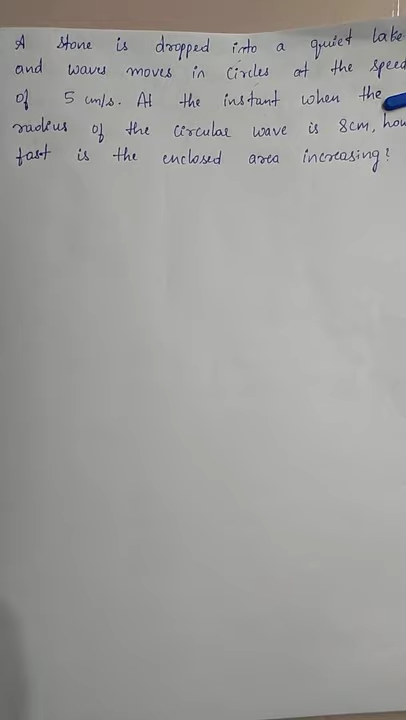 A stone is dropped into a quiet lake
and waves moves in circles at the speed
of 5 cm/s. At the instant when the
radius of the circular wave is 8cm, how
fast is the enclosed area increasing?